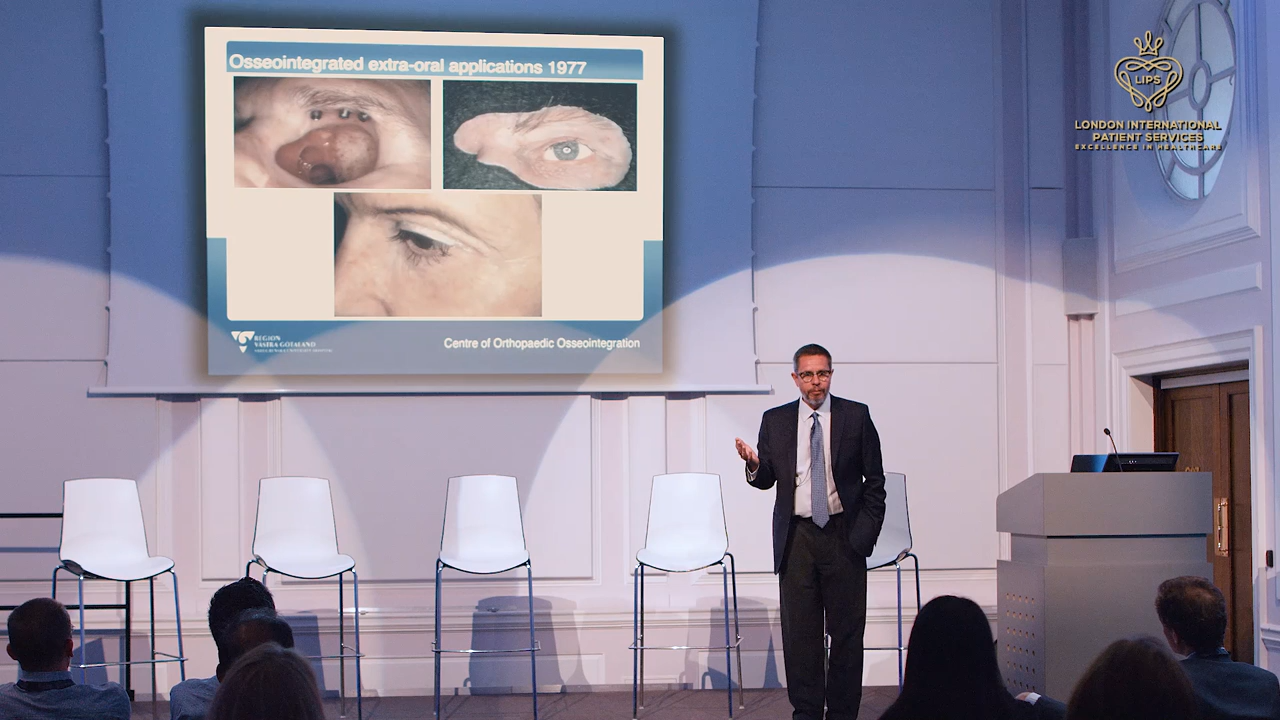 Osseointegrated extra-oral applications 1977
REGION
VÄSTRA GÖTALAND
Centre of Orthopaedic Osseointegration
LIPS
LONDON INTERNATIONAL
PATIENT SERVICES
EXCELLENCE IN HEALTHCARE